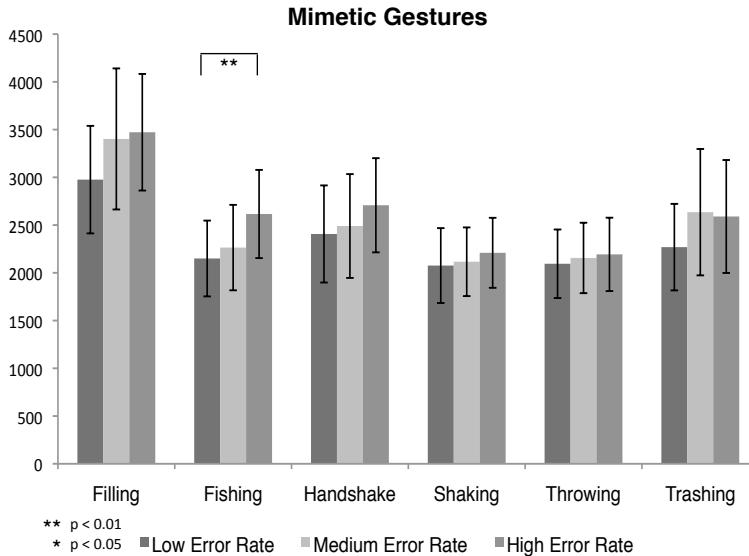 Mimetic Gestures
4500
4000
3500
3000
2500
2000
1500
1000
500
0
**
Filling Fishing Handshake Shaking Throwing Trashing
** p < 0.01
* p < 0.05 Low Error Rate Medium Error Rate High Error Rate